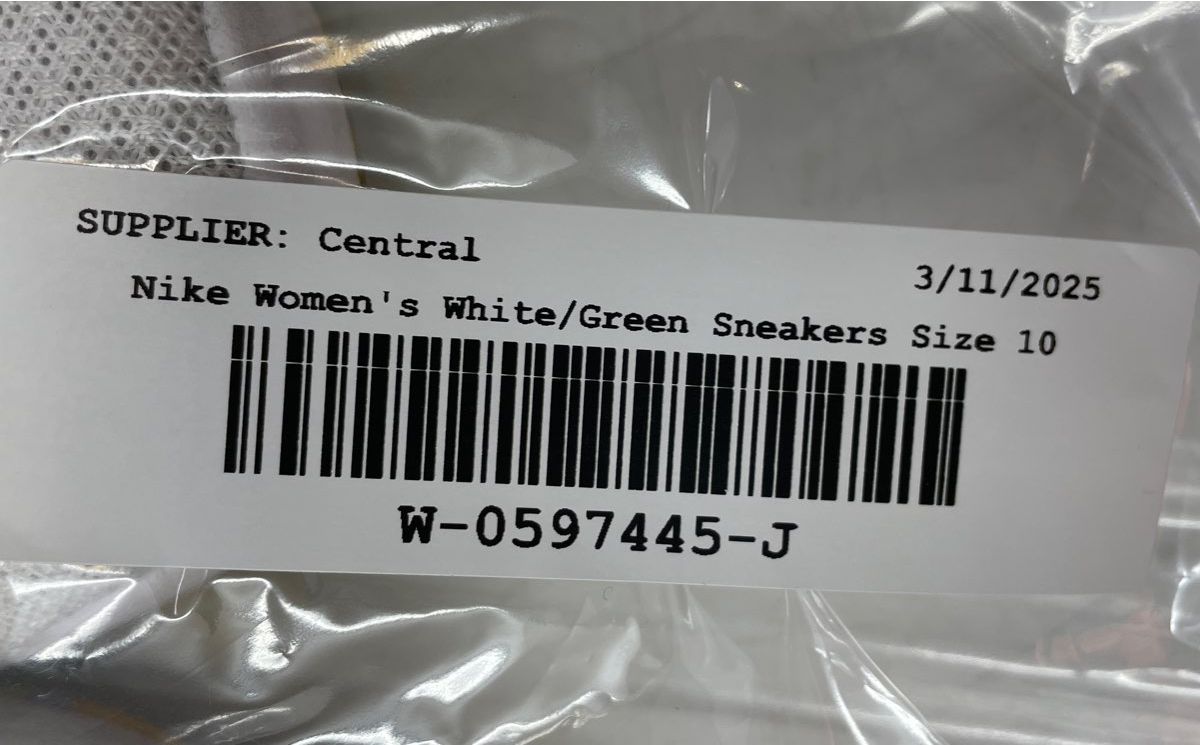 SUPPLIER: Central
3/11/2025
Nike Women's White/Green Sneakers Size 10
W-0597445-J